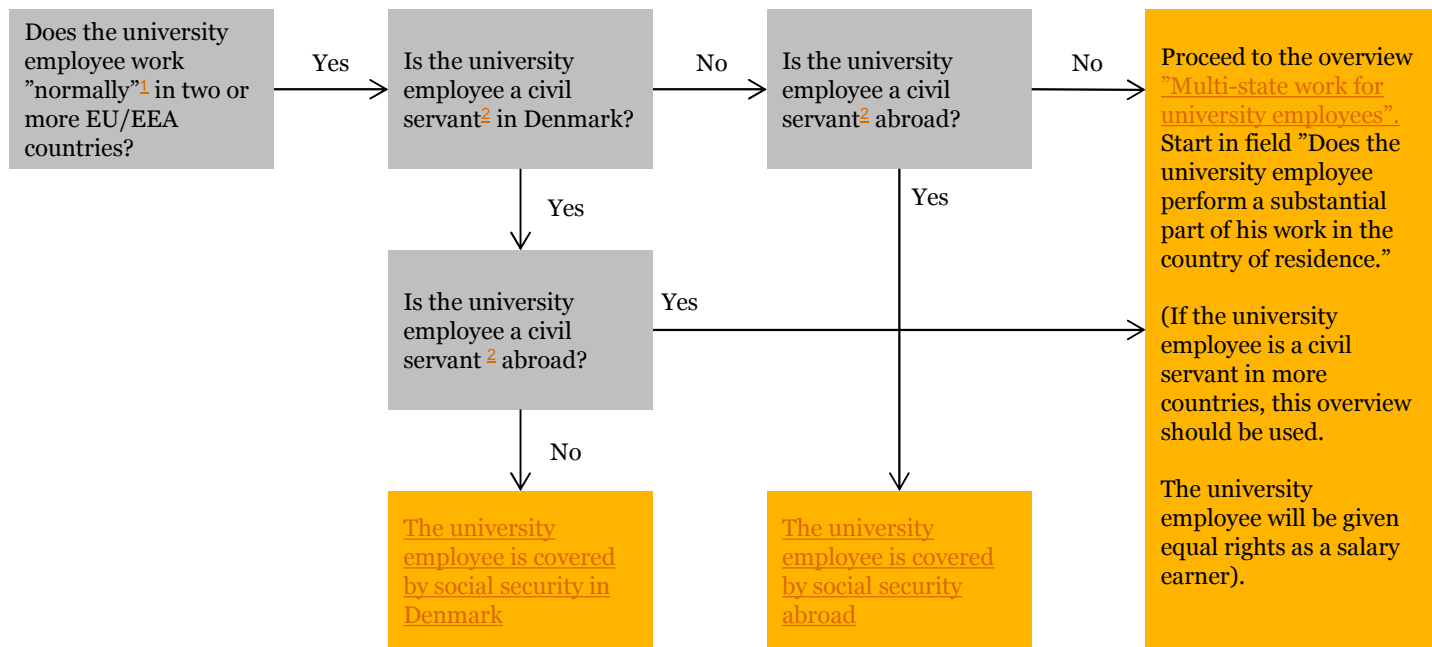 Does the university
employee work
”normally”1 in two or
more EU/EEA
countries?
Yes
Is the university
employee a civil
servant2 in Denmark?
No
Is the university
employee a civil
servant2 abroad?
No
Proceed to the overview
”Multi-state work for
university employees”.
Start in field ”Does the
university employee
perform a substantial
part of his work in the
country of residence.”
(If the university
employee is a civil
servant in more
countries, this overview
should be used.
The university
employee will be given
equal rights as a salary
earner).
Yes
Yes
Is the university
employee a civil
servant 2 abroad?
Yes
No
The university
employee is covered
by social security in
Denmark
The university
employee is covered
by social security
abroad